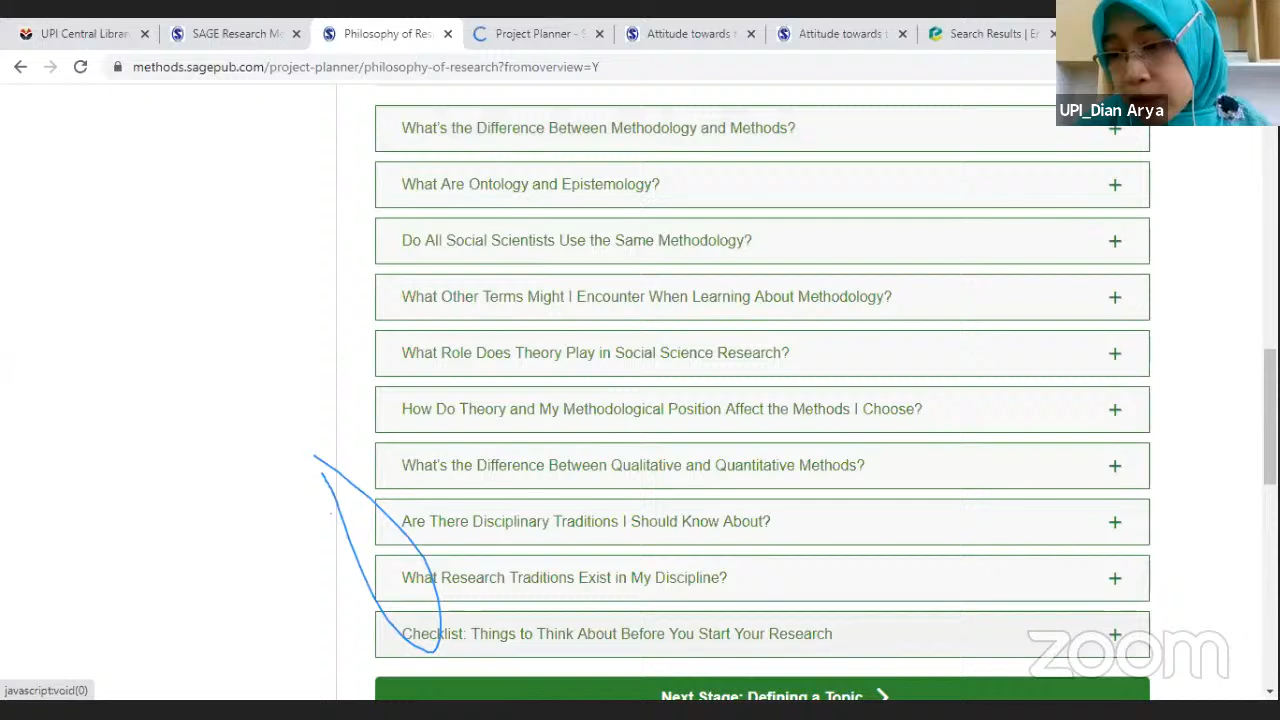 UPI Central Librar
SAGE Research Me
Philosophy of Res
Project Planner - S
Attitude towards t
Attitude towards t
Search Results | Er
methods.sagepub.com/project-planner/philosophy-of-research?fromoverview=Y
UPI_Dian Arya
What's the Difference Between Methodology and Methods?
What Are Ontology and Epistemology?
Do All Social Scientists Use the Same Methodology?
What Other Terms Might I Encounter When Learning About Methodology?
What Role Does Theory Play in Social Science Research?
How Do Theory and My Methodological Position Affect the Methods I Choose?
What's the Difference Between Qualitative and Quantitative Methods?
Are There Disciplinary Traditions I Should Know About?
What Research Traditions Exist in My Discipline?
Checklist: Things to Think About Before You Start Your Research
zoom
javascript:void(0)
Next Stage: Defining a Topic